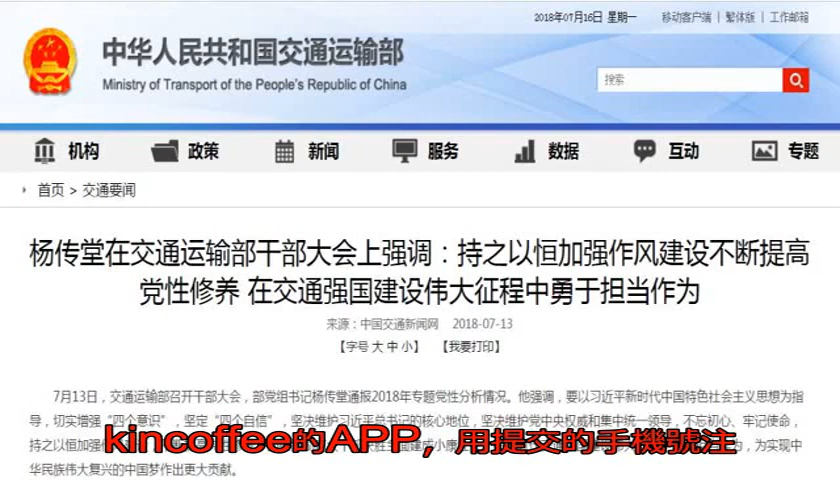 2018年07月16日 星期一 移动客户端 | 繁体版 | 工作邮箱
中华人民共和国交通运输部
Ministry of Transport of the People's Republic of China
搜索
机构 政策 新闻 服务 数据 互动 专题
首页 > 交通要闻
杨传堂在交通运输部干部大会上强调：持之以恒加强作风建设不断提高
党性修养 在交通强国建设伟大征程中勇于担当作为
来源：中国交通新闻网 2018-07-13
【字号 大 中 小】 【我要打印】
7月13日，交通运输部召开干部大会，部党组书记杨传堂通报2018年专题党性分析情况。他强调，要以习近平新时代中国特色社会主义思想为指
导，切实增强“四个意识”，坚定“四个自信”，坚决维护习近平总书记的核心地位，坚决维护党中央权威和集中统一领导，不忘初心、牢记使命，
持之以恒加强作 为，为实现中
kincoffee的APP，用提交的手機號注
华民族伟大复兴的中国梦作出更大贡献。